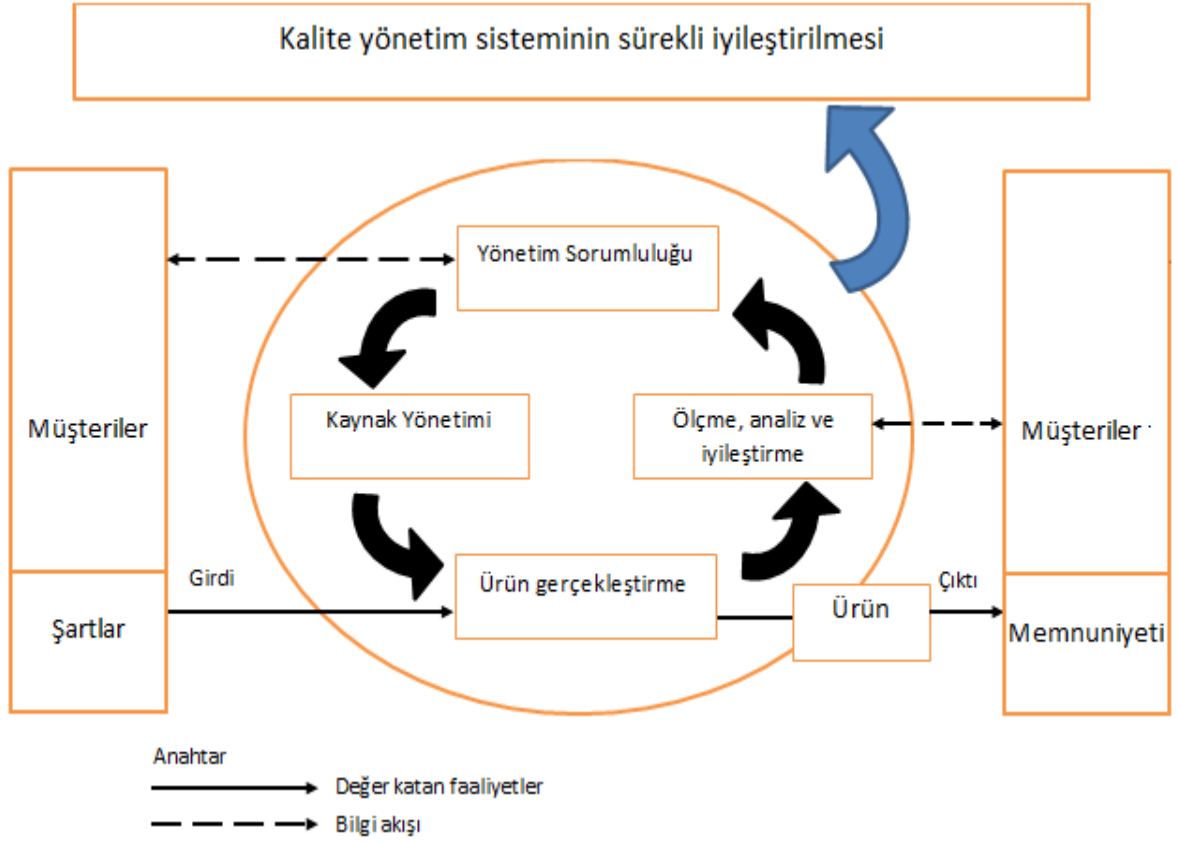 Kalite yönetim sisteminin sürekli iyileştirilmesi
Yönetim Sorumluluğu
Müşteriler
Kaynak Yönetimi
Ölçme, analiz ve
iyileştirme
Müşteriler
Girdi
Ürün gerçekleştirme
Çıktı
Şartlar
Ürün
Memnuniyeti
Anahtar
Değer katan faaliyetler
Bilgi akışı